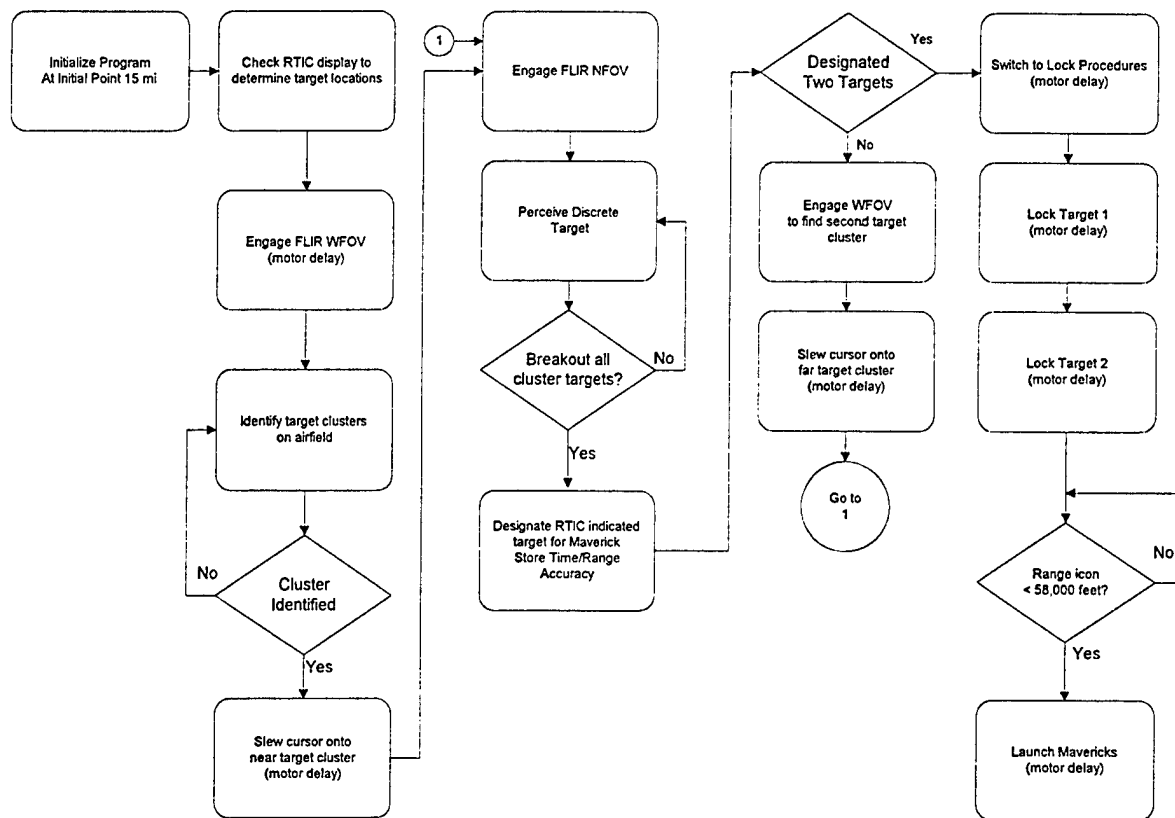 Initialize Program
At Initial Point 15 mi
Check RTIC display to
determine target locations
Engage FLIR WFOV
(motor delay)
Identify target clusters
on airfield
No
Cluster
Identified
Yes
Slew cursor onto
near target cluster
(motor delay)
1
Engage FLIR NFOV
Perceive Discrete
Target
Breakout all
cluster targets?
No
Yes
Designate RTIC indicated
target for Maverick
Store Time/Range
Accuracy
Designated
Two Targets
Yes
No
Engage WFOV
to find second target
cluster
Slew cursor onto
far target cluster
(motor delay)
Go to
1
Switch to Lock Procedures
(motor delay)
Lock Target 1
(motor delay)
Lock Target 2
(motor delay)
No
Range icon
< 58,000 feet?
Yes
Launch Mavericks
(motor delay)